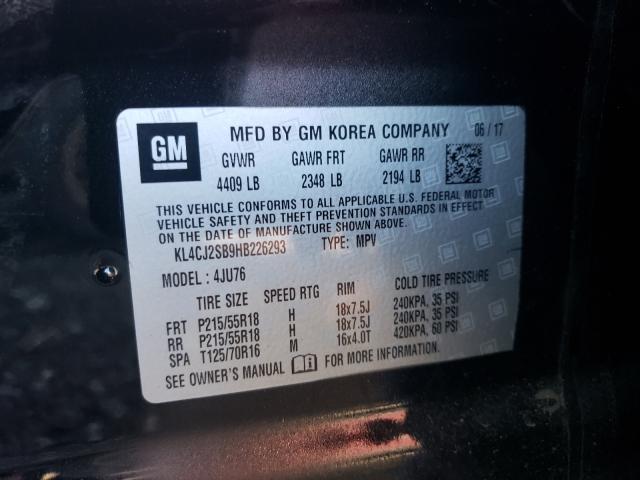 GM
MFD BY GM KOREA COMPANY 06 / 17
GVWR GAWR FRT GAWR RR
4409 LB 2348 LB 2194 LB
THIS VEHICLE CONFORMS TO ALL APPLICABLE U.S. FEDERAL MOTOR
VEHICLE SAFETY AND THEFT PREVENTION STANDARDS IN EFFECT
ON THE DATE OF MANUFACTURE SHOWN ABOVE.
KL4CJ2SB9HB226293 TYPE: MPV
MODEL : 4JU76
TIRE SIZE SPEED RTG RIM COLD TIRE PRESSURE
FRT P215/55R18 H 18x7.5J 240KPA, 35 PSI
RR P215/55R18 H 18x7.5J 240KPA, 35 PSI
SPA T125/70R16 M 16x4.0T 420KPA, 60 PSI
SEE OWNER'S MANUAL FOR MORE INFORMATION.